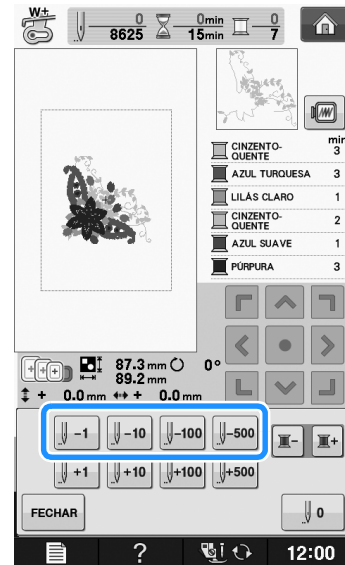 W+
0 0min 0
8625 15min 7
min
CINZENTO-QUENTE 3
AZUL TURQUESA 3
LILÁS CLARO 1
CINZENTO-QUENTE 2
AZUL SUAVE 1
PÚRPURA 3
87.3 mm 0°
89.2 mm
+ 0.0 mm + 0.0 mm
-1 -10 -100 -500
+1 +10 +100 +500
FECHAR 0
? 12:00